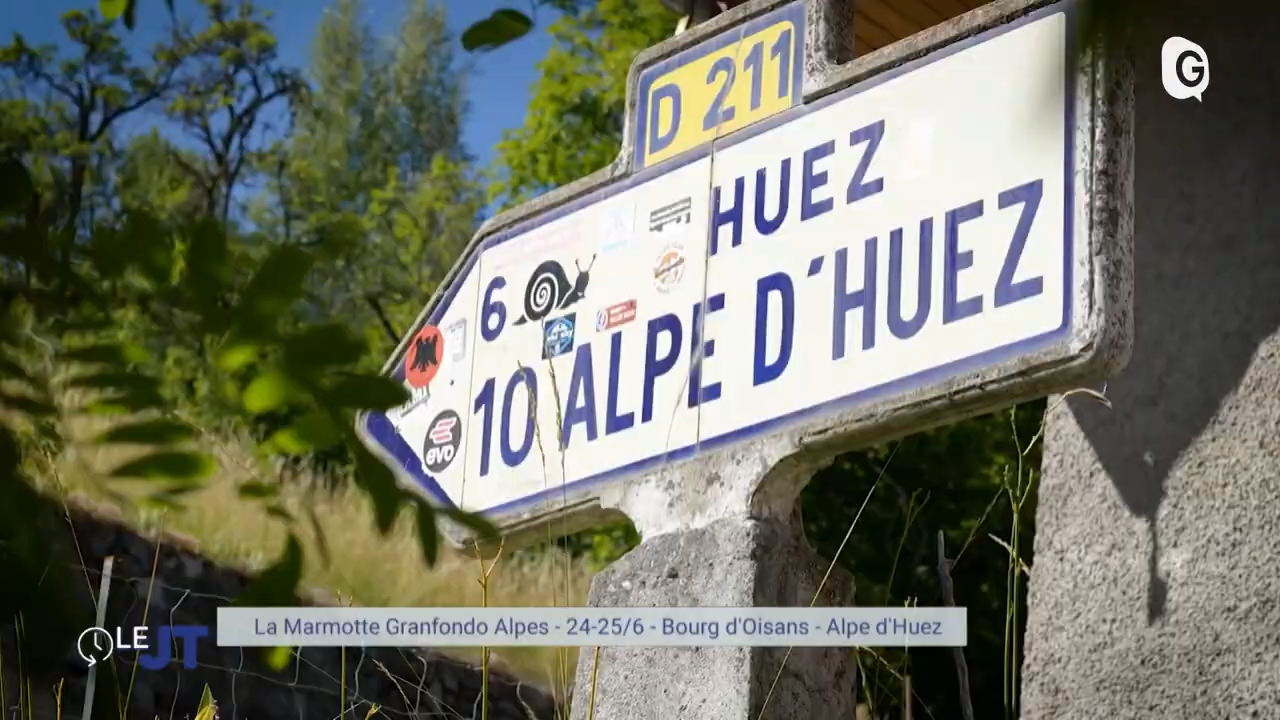 G
D 211
6 HUEZ
10 ALPE D'HUEZ
evo
LE JT
La Marmotte Granfondo Alpes - 24-25/6 - Bourg d'Oisans - Alpe d'Huez